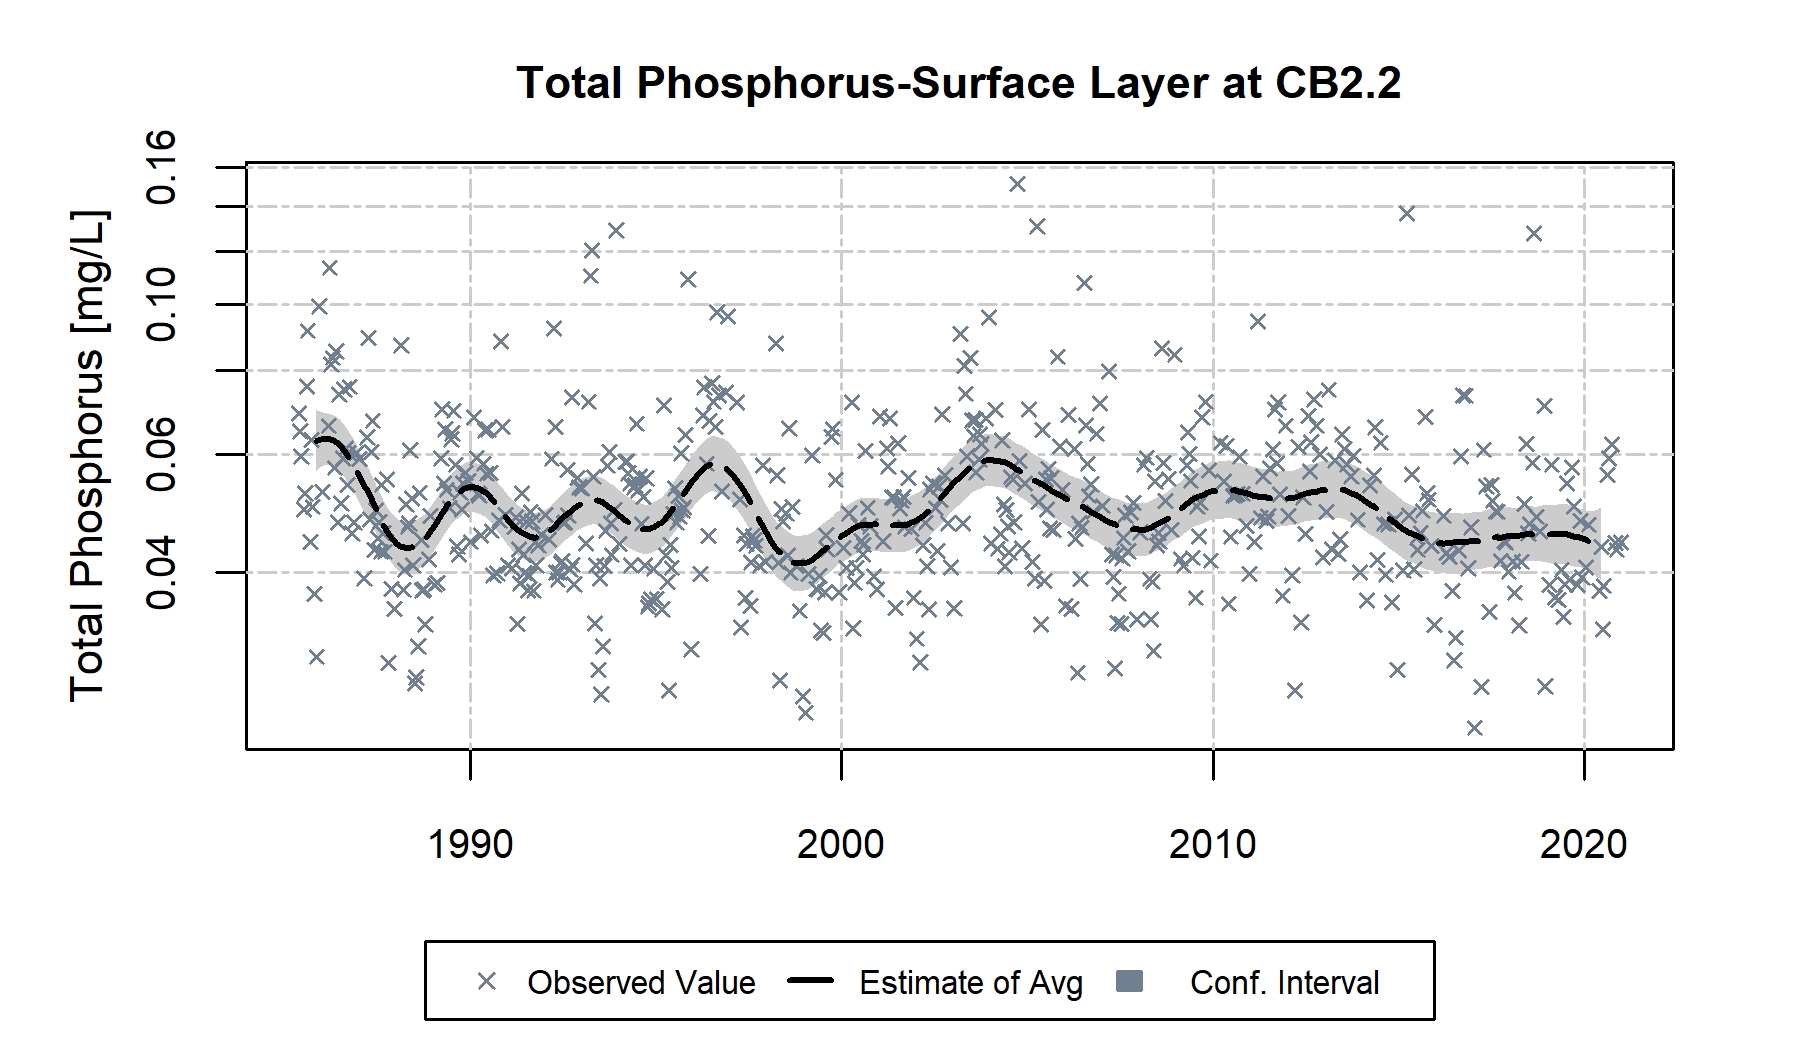 Total Phosphorus-Surface Layer at CB2.2
Total Phosphorus [mg/L]
0.16
0.10
0.06
0.04
1990 2000 2010 2020
Observed Value Estimate of Avg Conf. Interval